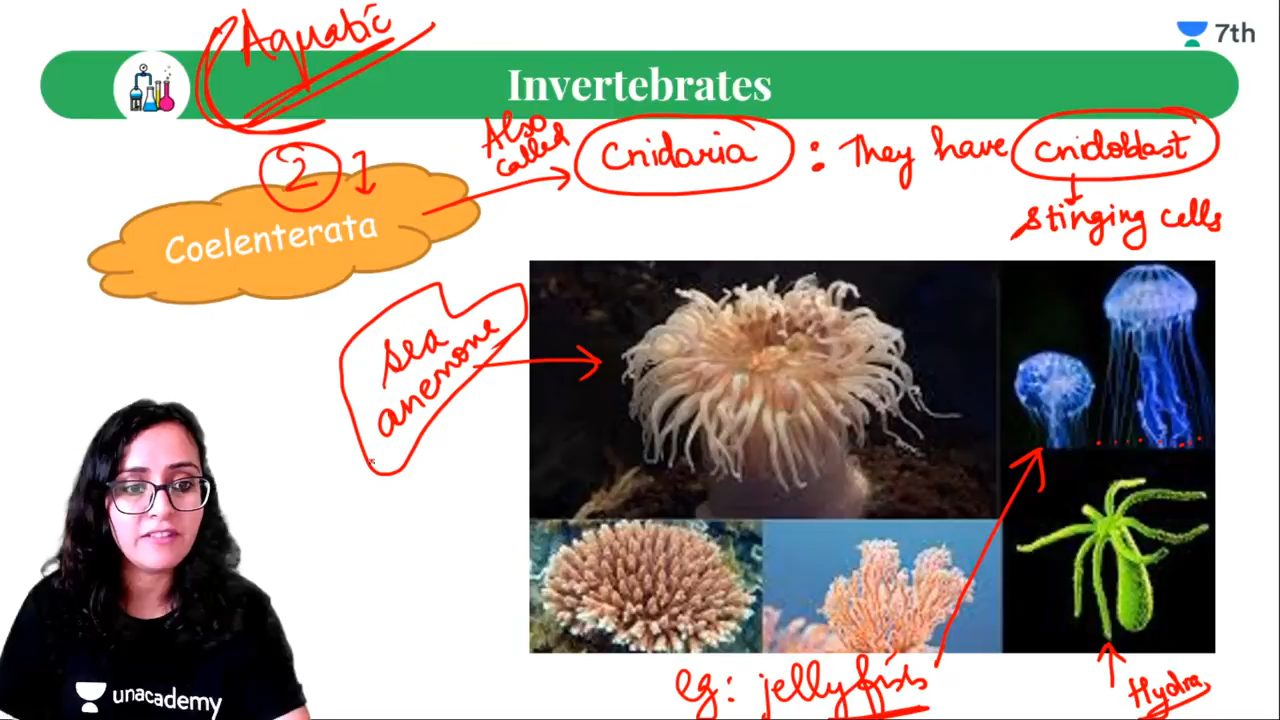 Aquatic
7th
Invertebrates
Also called
Cnidaria : They have cnidoblast
2
Coelenterata
Stinging cells
sea
anemone
eg: jellyfish
Hydra
unacademy